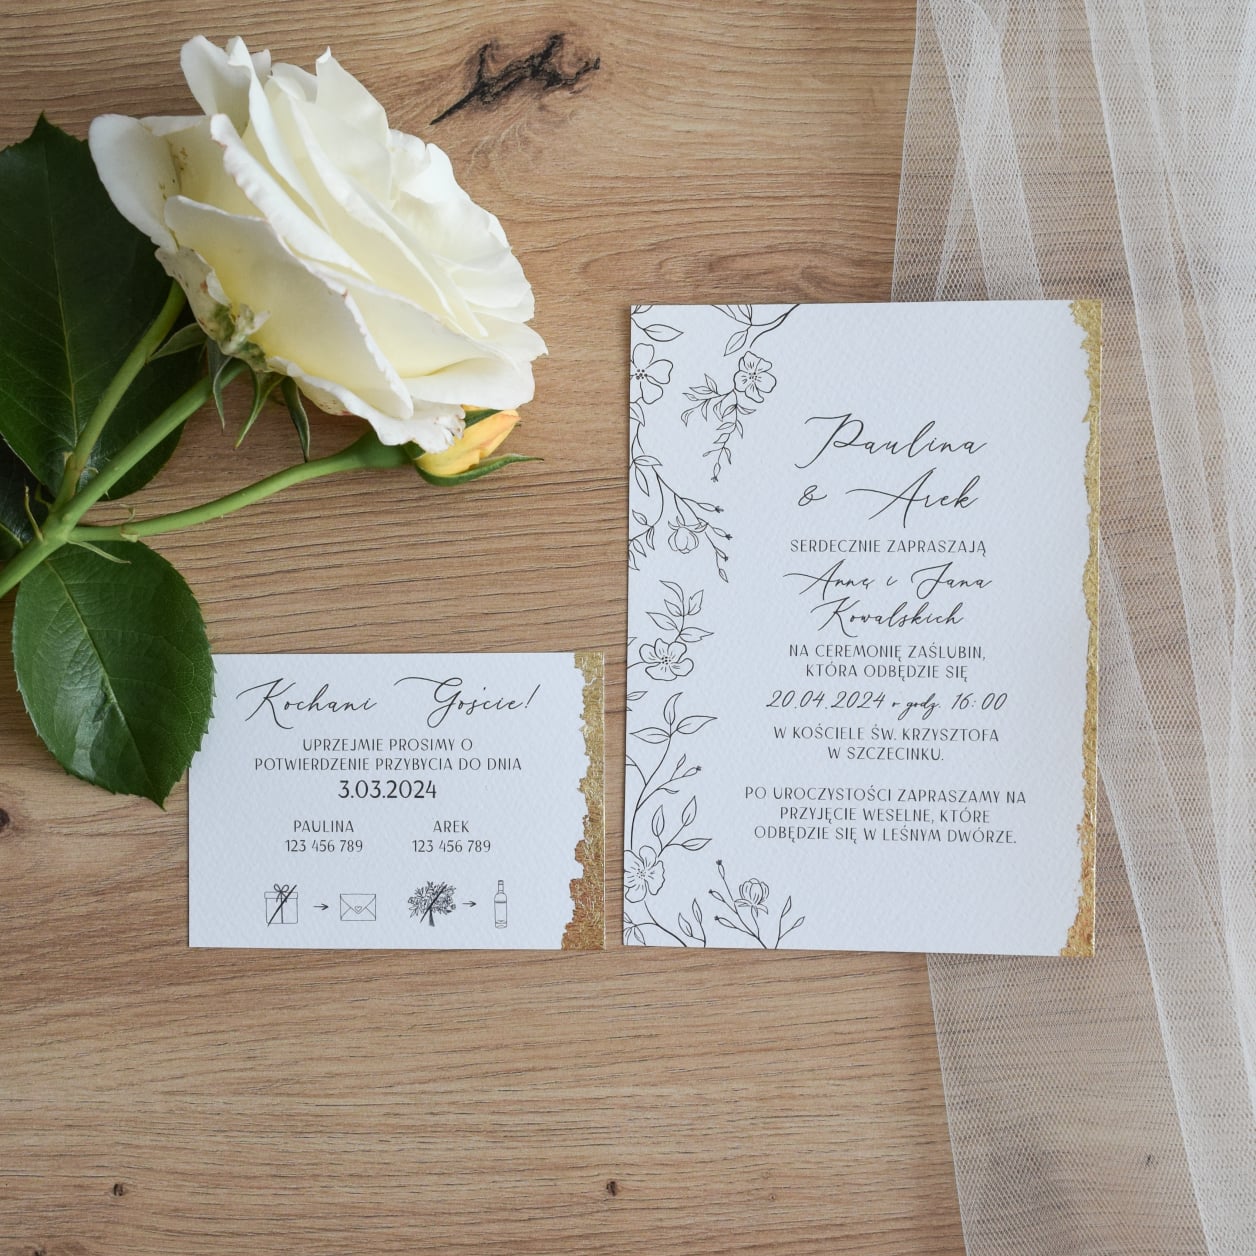 Kochani Goście!
UPRZEJMIE PROSIMY O
POTWIERDZENIE PRZYBYCIA DO DNIA
3.03.2024
PAULINA
123 456 789
AREK
123 456 789
Paulina
& Arek
SERDECZNIE ZAPRASZAJĄ
Annę i Jana
Kowalskich
NA CEREMONIĘ ZAŚLUBIN,
KTÓRA ODBĘDZIE SIĘ
20.04.2024 o godz. 16:00
W KOŚCIELE ŚW. KRZYSZTOFA
W SZCZECINKU.
PO UROCZYSTOŚCI ZAPRASZAMY NA
PRZYJĘCIE WESELNE, KTÓRE
ODBĘDZIE SIĘ W LEŚNYM DWÓRZE.